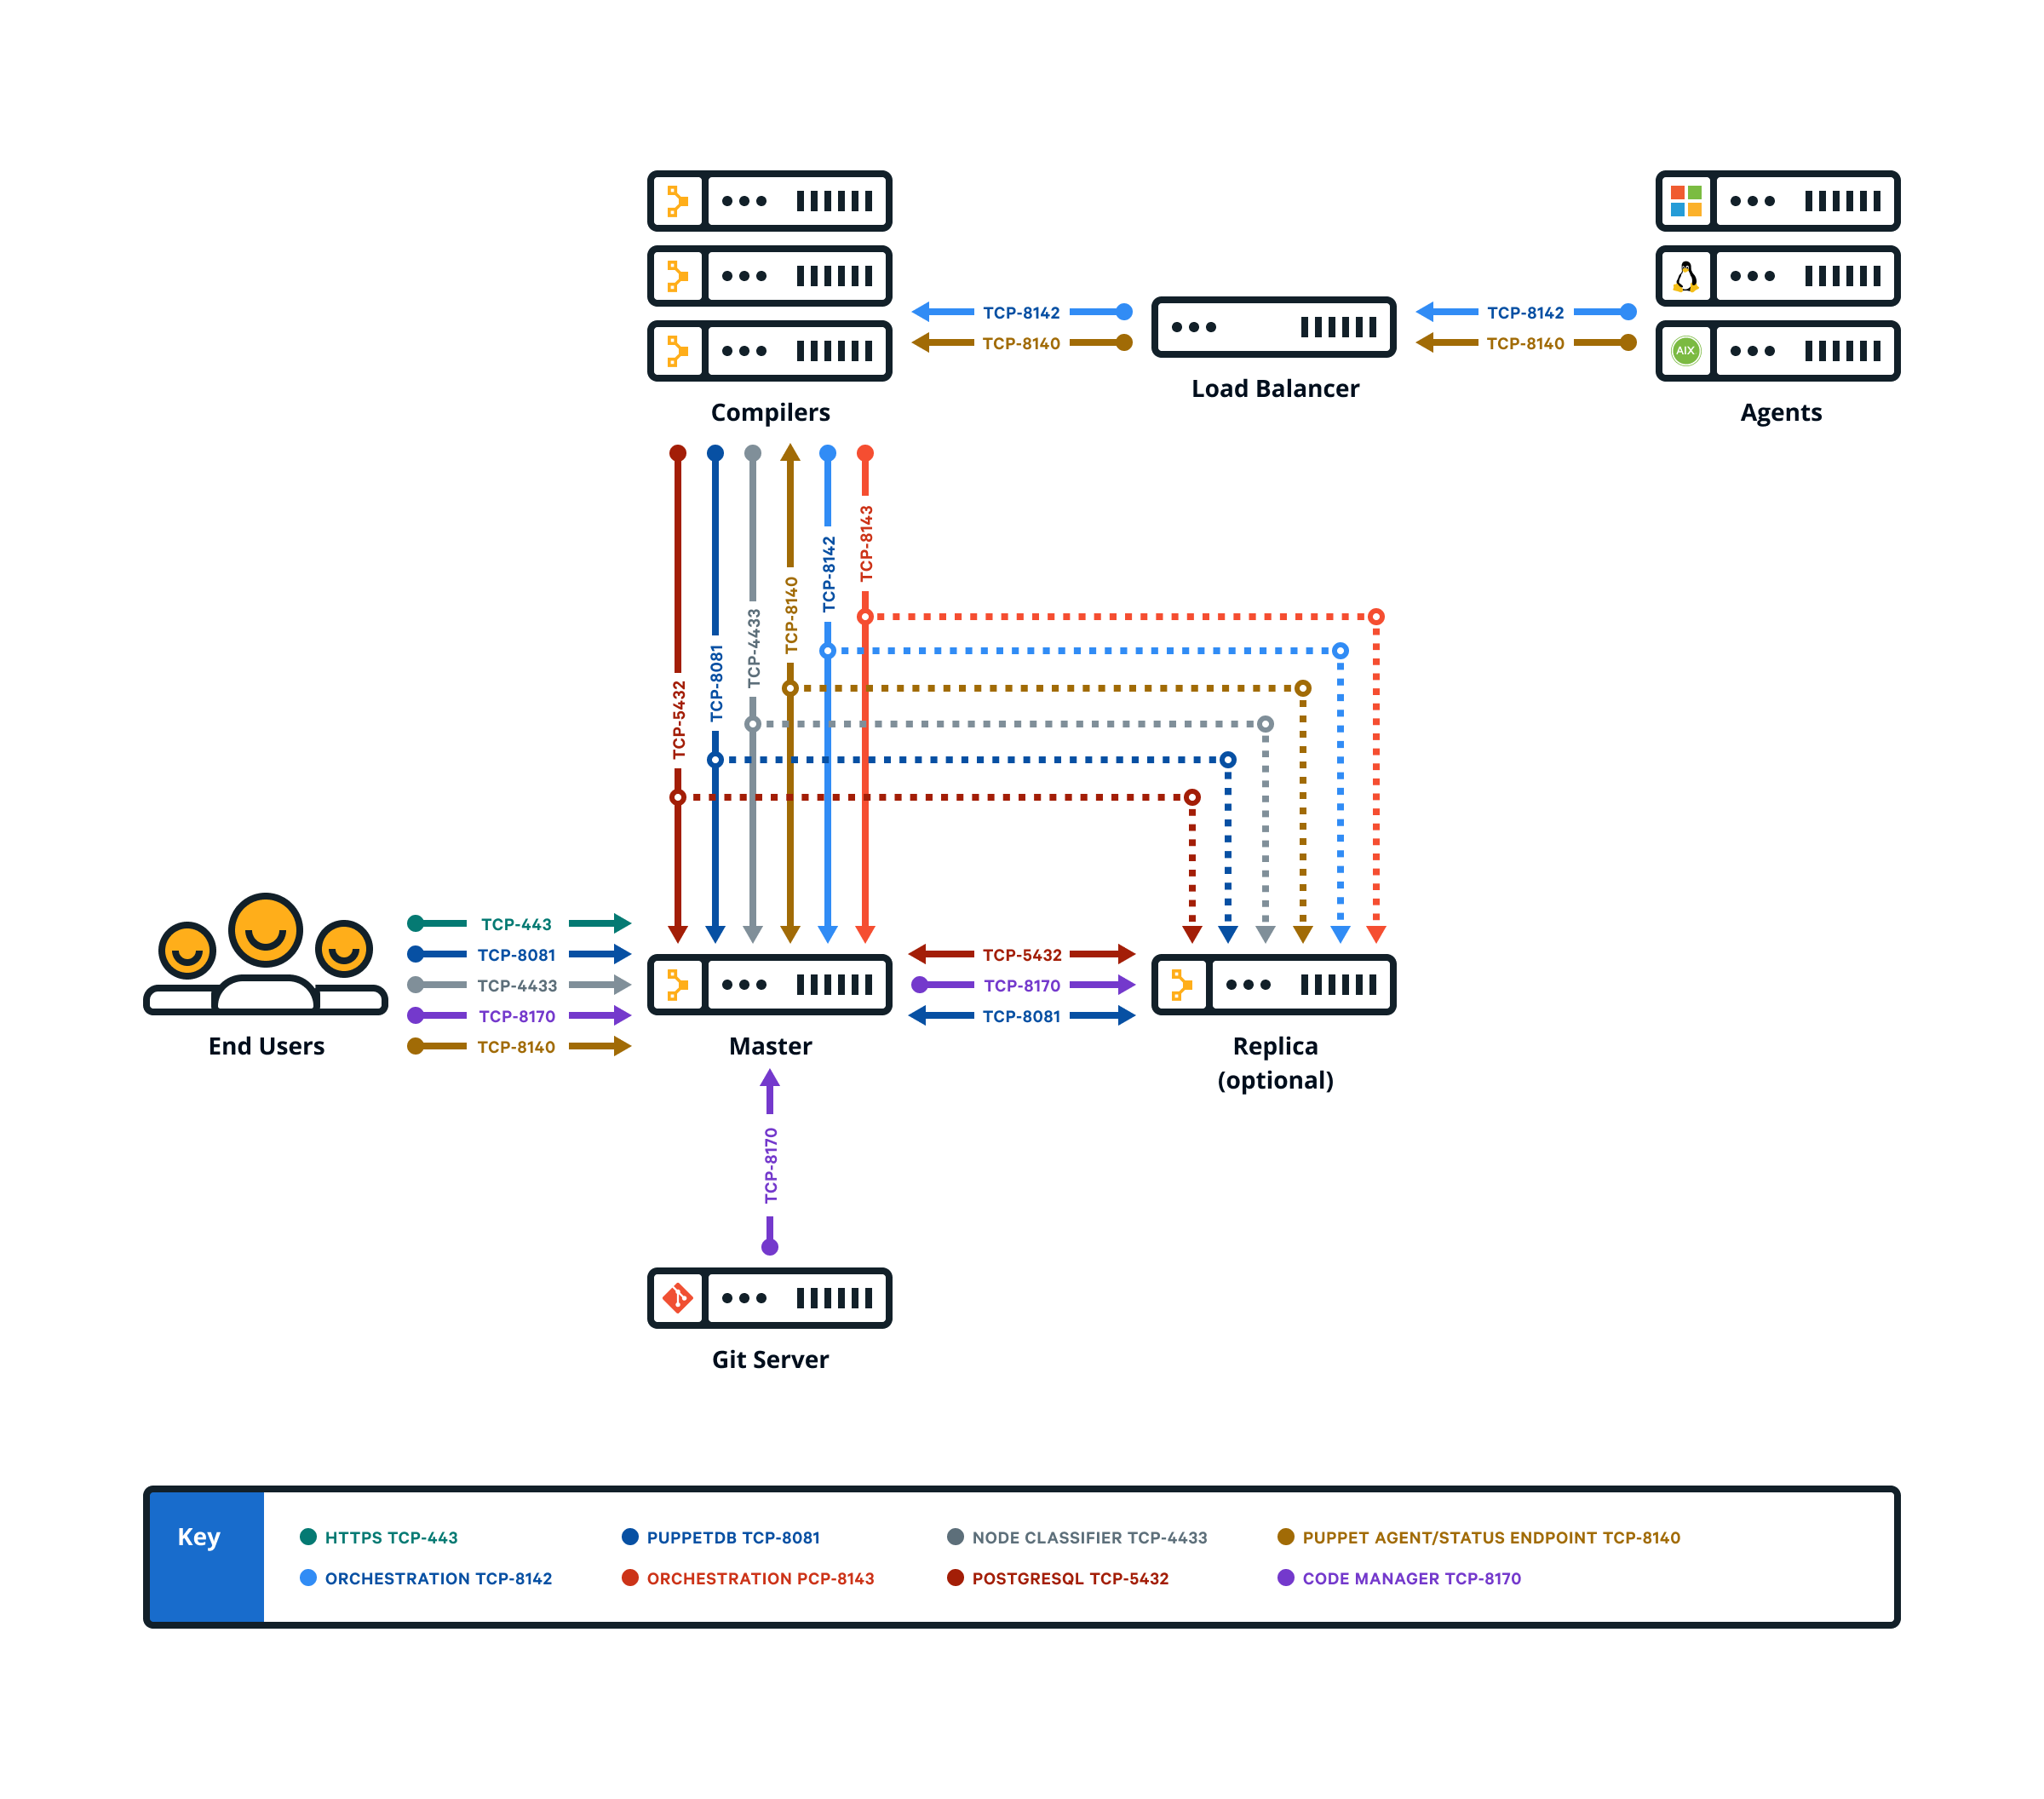 TCP-8142
TCP-8140
TCP-8142
TCP-8140
AIX
Compilers
Load Balancer
Agents
TCP-5432
TCP-8081
TCP-4433
TCP-8140
TCP-8142
TCP-8143
TCP-443
TCP-8081
TCP-4433
TCP-8170
TCP-8140
End Users
TCP-5432
TCP-8170
TCP-8081
Master
Replica
(optional)
TCP-8170
Git Server
Key
HTTPS TCP-443
PUPPETDB TCP-8081
NODE CLASSIFIER TCP-4433
PUPPET AGENT/STATUS ENDPOINT TCP-8140
ORCHESTRATION TCP-8142
ORCHESTRATION PCP-8143
POSTGRESQL TCP-5432
CODE MANAGER TCP-8170